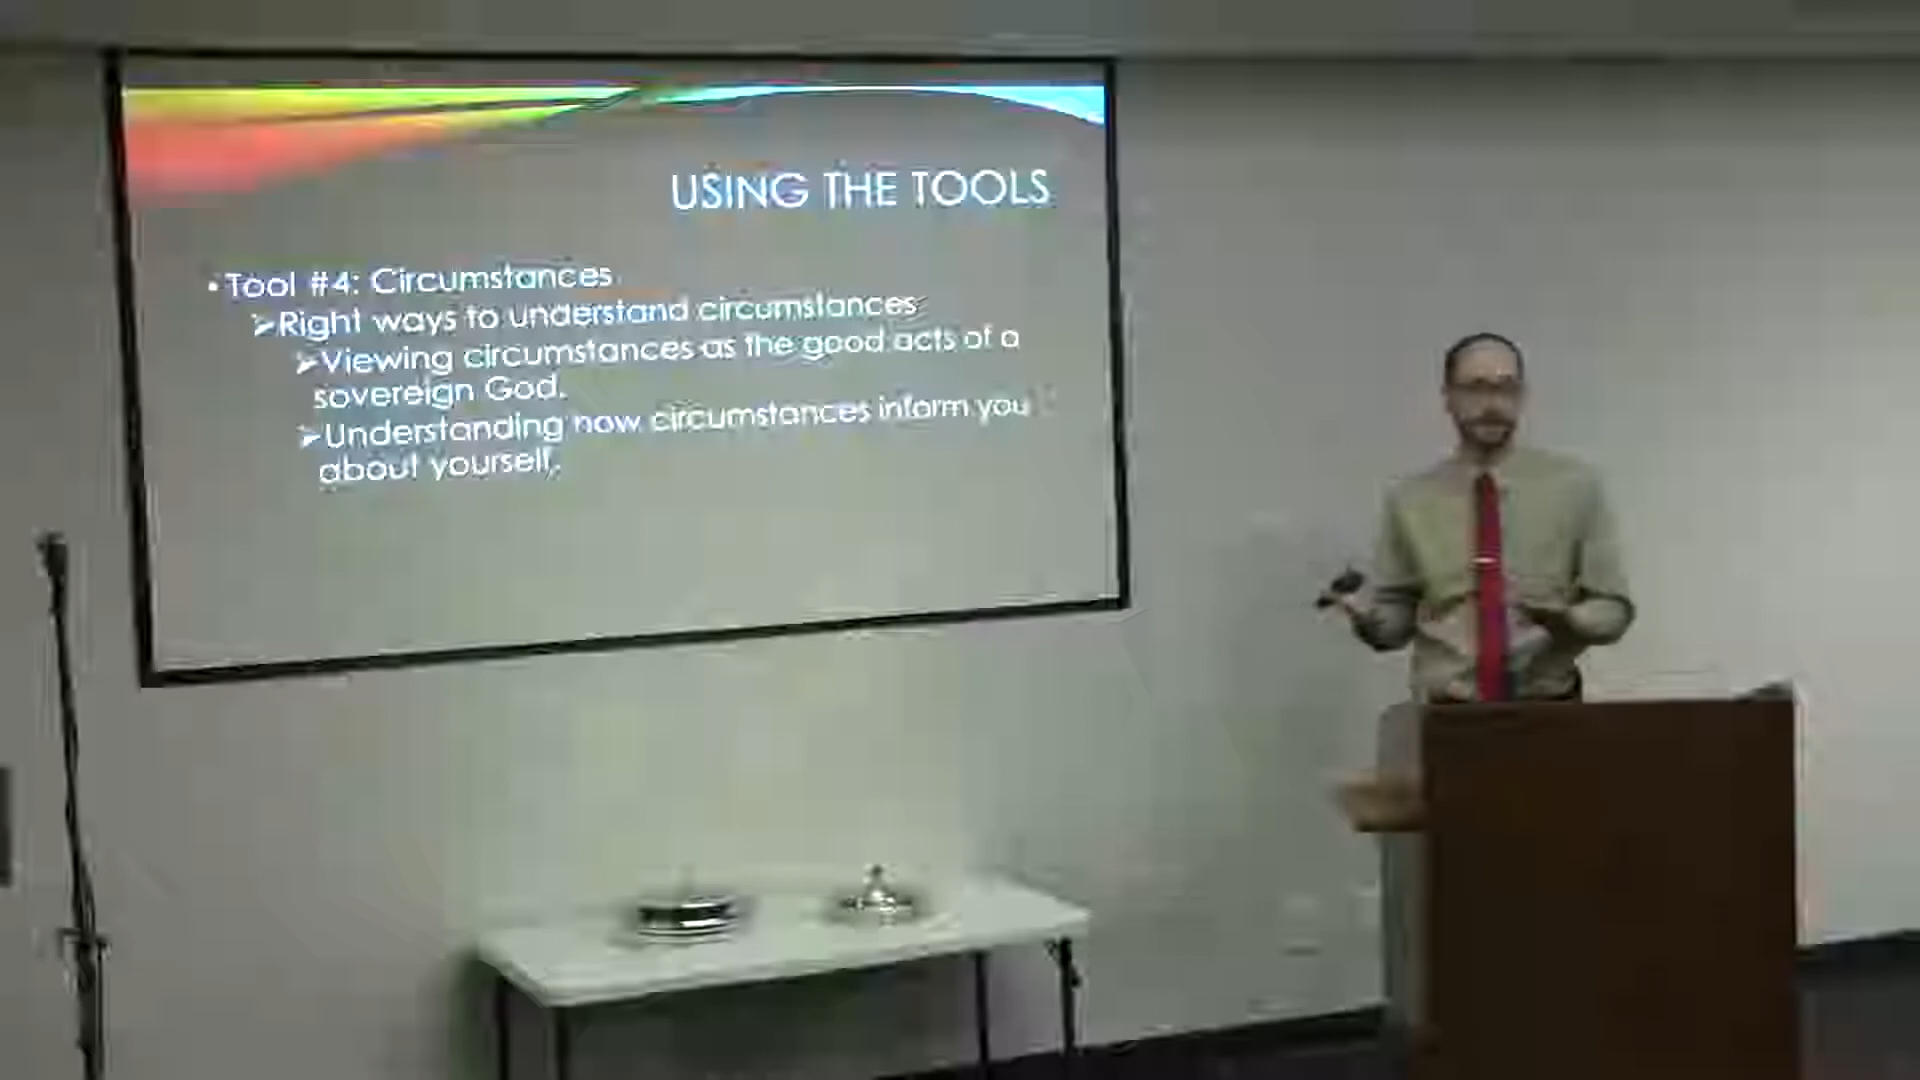 USING THE TOOLS
• Tool #4: Circumstances
➢Right ways to understand circumstances
➢Viewing circumstances as the good acts of a
sovereign God.
➢Understanding how circumstances inform you
about yourself.